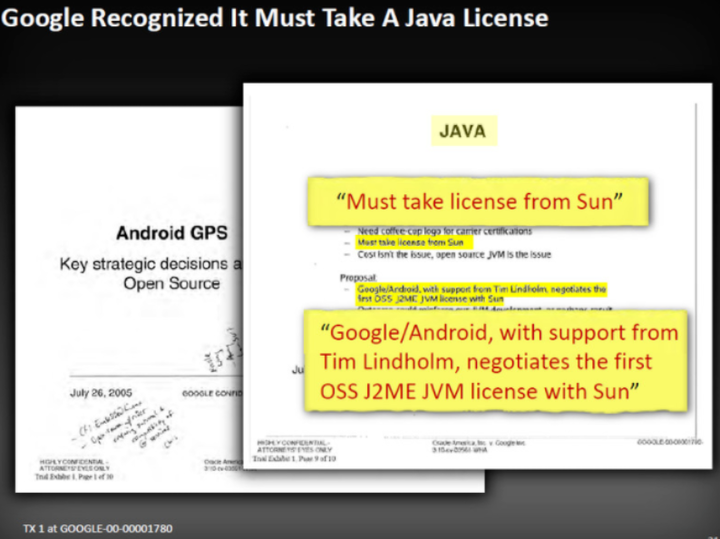 Google Recognized It Must Take A Java License
Android GPS
Key strategic decisions a
Open Source
July 26, 2005
GOOGLE CONFID
HIGHLY CONFIDENTIAL -
ATTORNEYS' EYES ONLY
Trial Exhibit 1, Page 1 of 10
Oracle America
JAVA
"Must take license from Sun"
– Need coffee-cup logo for carrier certifications
– Must take license from Sun
– Cost isn't the issue, open source JVM is the issue
Proposal:
– Google/Android, with support from Tim Lindholm, negotiates the
first OSS J2ME JVM license with Sun
"Google/Android, with support from
Tim Lindholm, negotiates the first
OSS J2ME JVM license with Sun"
Ju
HIGHLY CONFIDENTIAL -
ATTORNEYS' EYES ONLY
Trial Exhibit 1, Page 9 of 10
Oracle America, Inc. v. Google Inc.
3:10-cv-03561-WHA
GOOGLE-00-00001780
TX 1 at GOOGLE-00-00001780